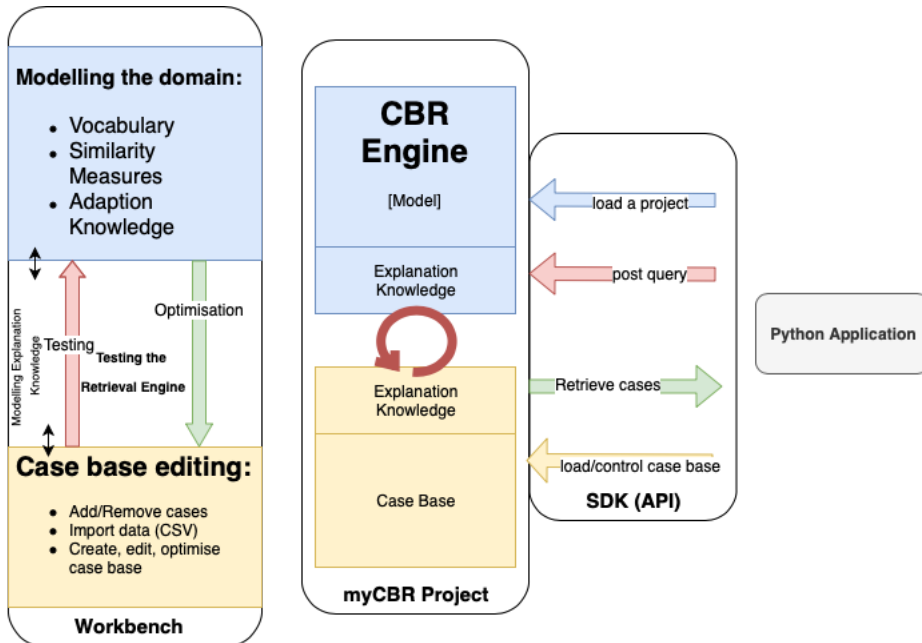 Modelling the domain:
• Vocabulary
• Similarity
Measures
• Adaption
Knowledge
Modelling Explanation
Knowledge
Testing
Optimisation
Testing the
Retrieval Engine
Case base editing:
• Add/Remove cases
• Import data (CSV)
• Create, edit, optimise
case base
Workbench
CBR
Engine
[Model]
Explanation
Knowledge
Explanation
Knowledge
Case Base
myCBR Project
load a project
post query
Retrieve cases
load/control case base
SDK (API)
Python Application